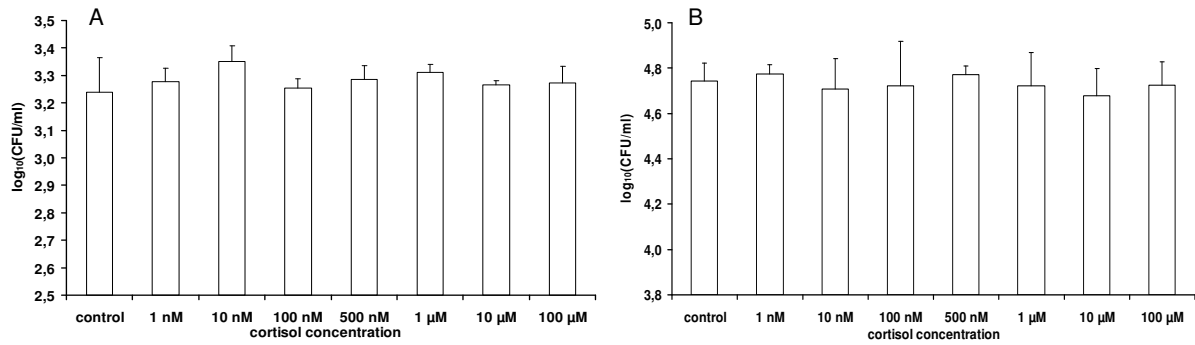 A
3,5
3,4
3,3
3,2
3,1
3,0
2,9
2,8
2,7
2,6
2,5
log₁₀(CFU/ml)
control 1 nM 10 nM 100 nM 500 nM 1 µM 10 µM 100 µM
cortisol concentration
B
5,0
4,8
4,6
4,4
4,2
4,0
3,8
log₁₀(CFU/ml)
control 1 nM 10 nM 100 nM 500 nM 1 µM 10 µM 100 µM
cortisol concentration